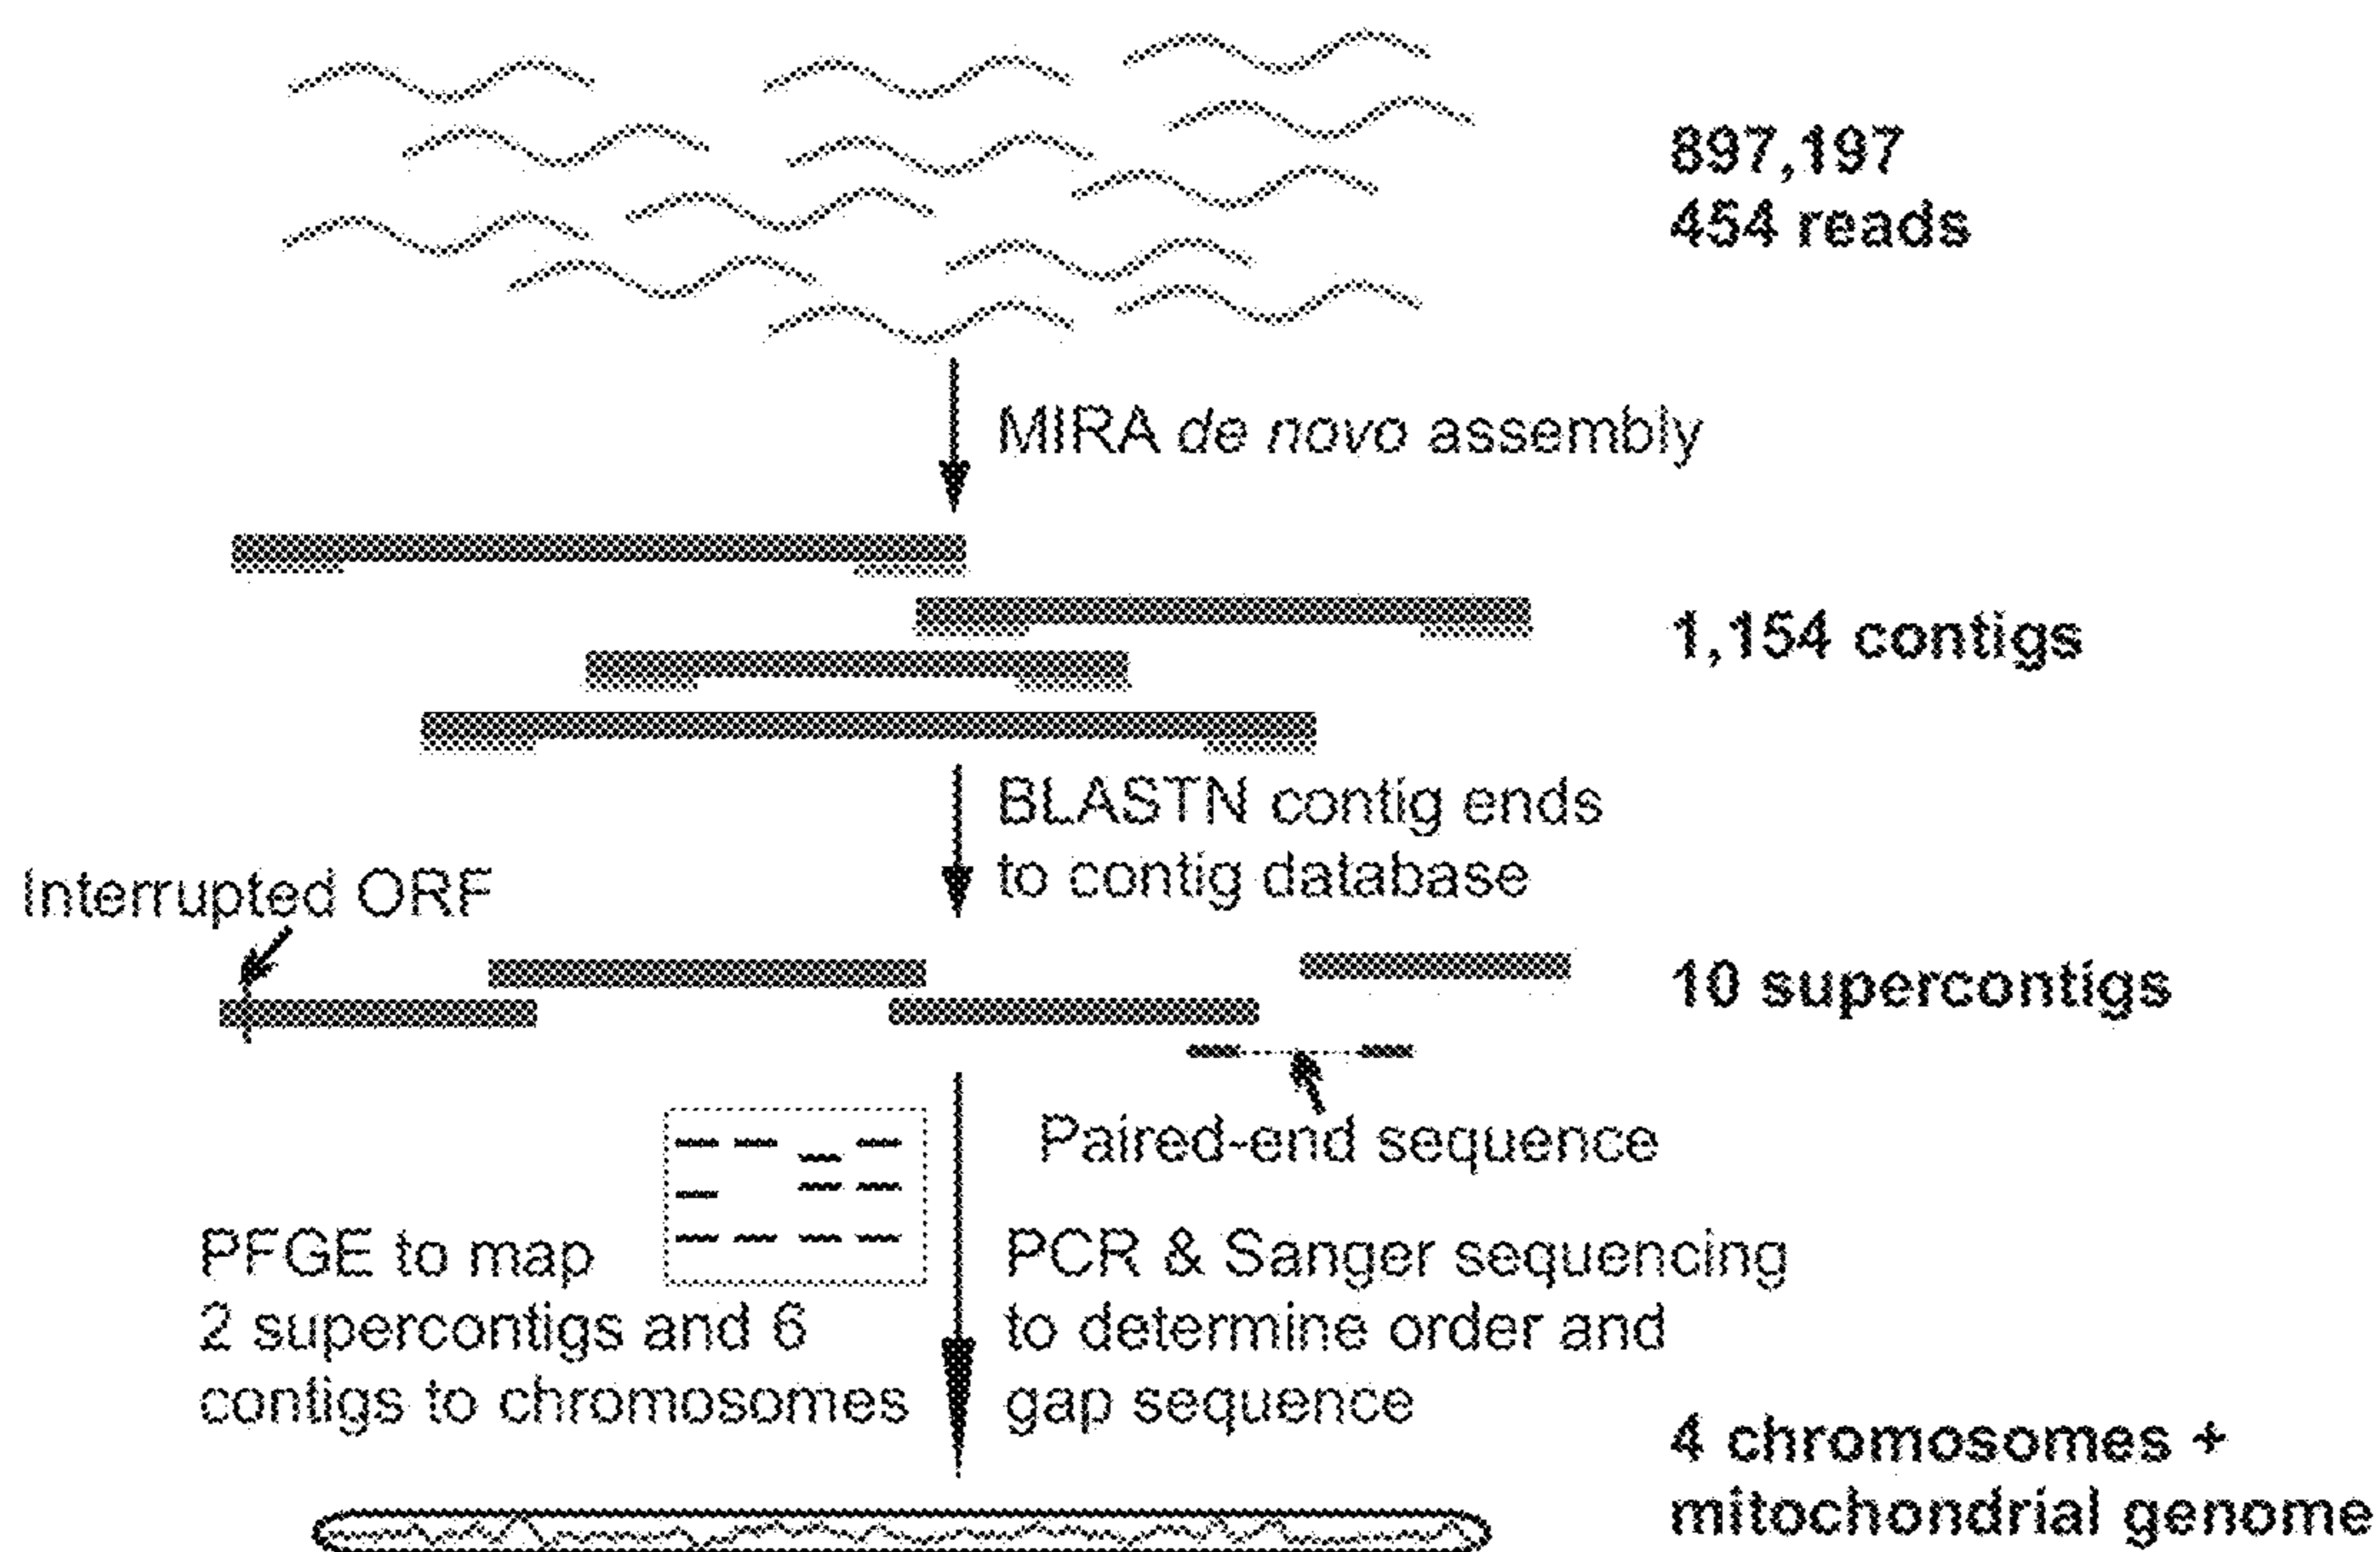 897,197
454 reads
MIRA de novo assembly
1,154 contigs
BLASTN contig ends
to contig database
Interrupted ORF
10 supercontigs
Paired-end sequence
PFGE to map
2 supercontigs and 6
contigs to chromosomes
PCR & Sanger sequencing
to determine order and
gap sequence
4 chromosomes +
mitochondrial genome